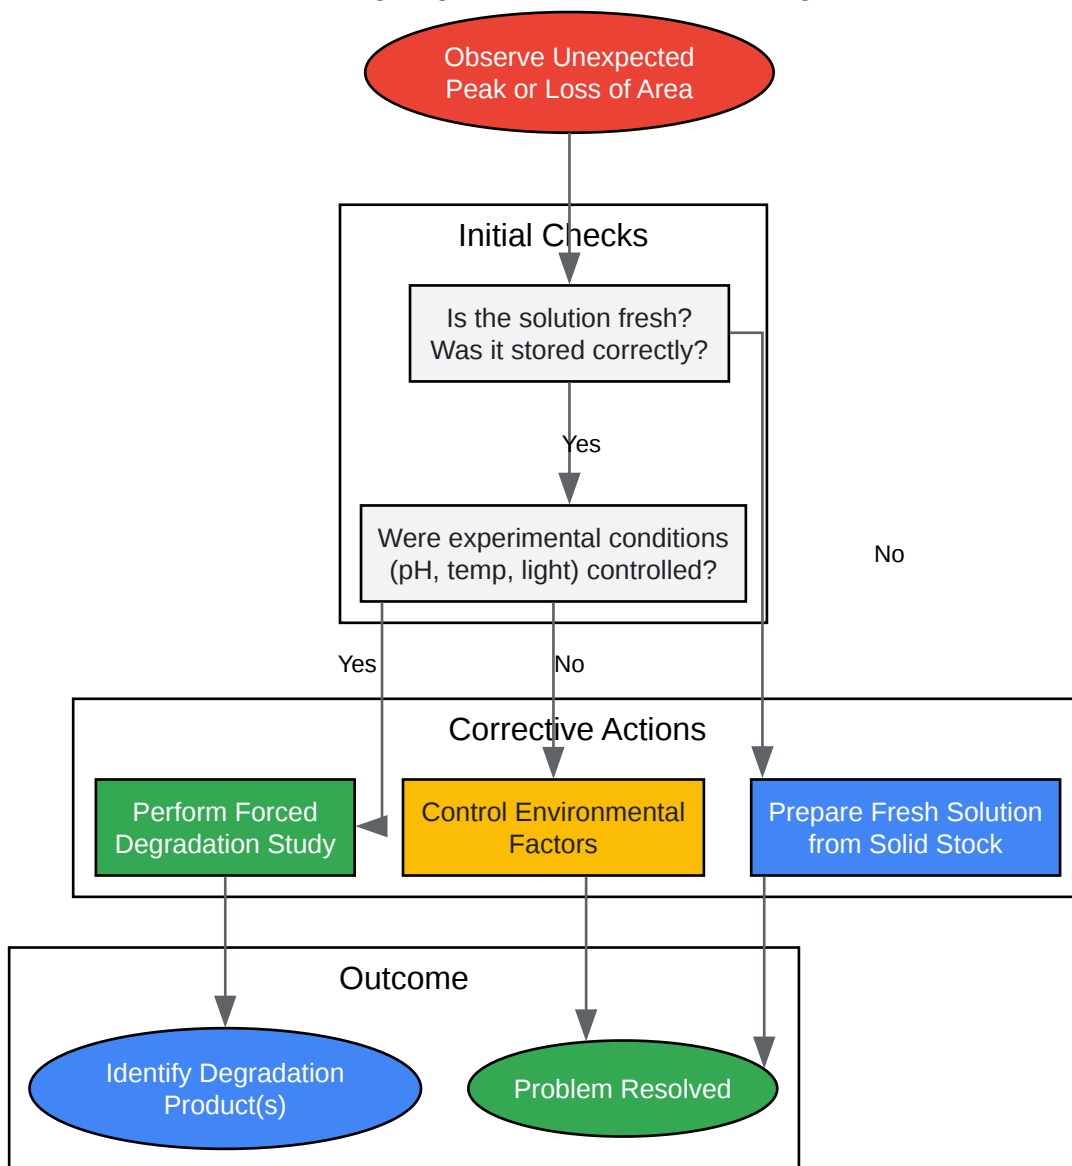 Observe Unexpected
Peak or Loss of Area
Initial Checks
Is the solution fresh?
Was it stored correctly?
Yes
Were experimental conditions
(pH, temp, light) controlled?
No
Yes
No
Corrective Actions
Perform Forced
Degradation Study
Control Environmental
Factors
Prepare Fresh Solution
from Solid Stock
Outcome
Identify Degradation
Product(s)
Problem Resolved